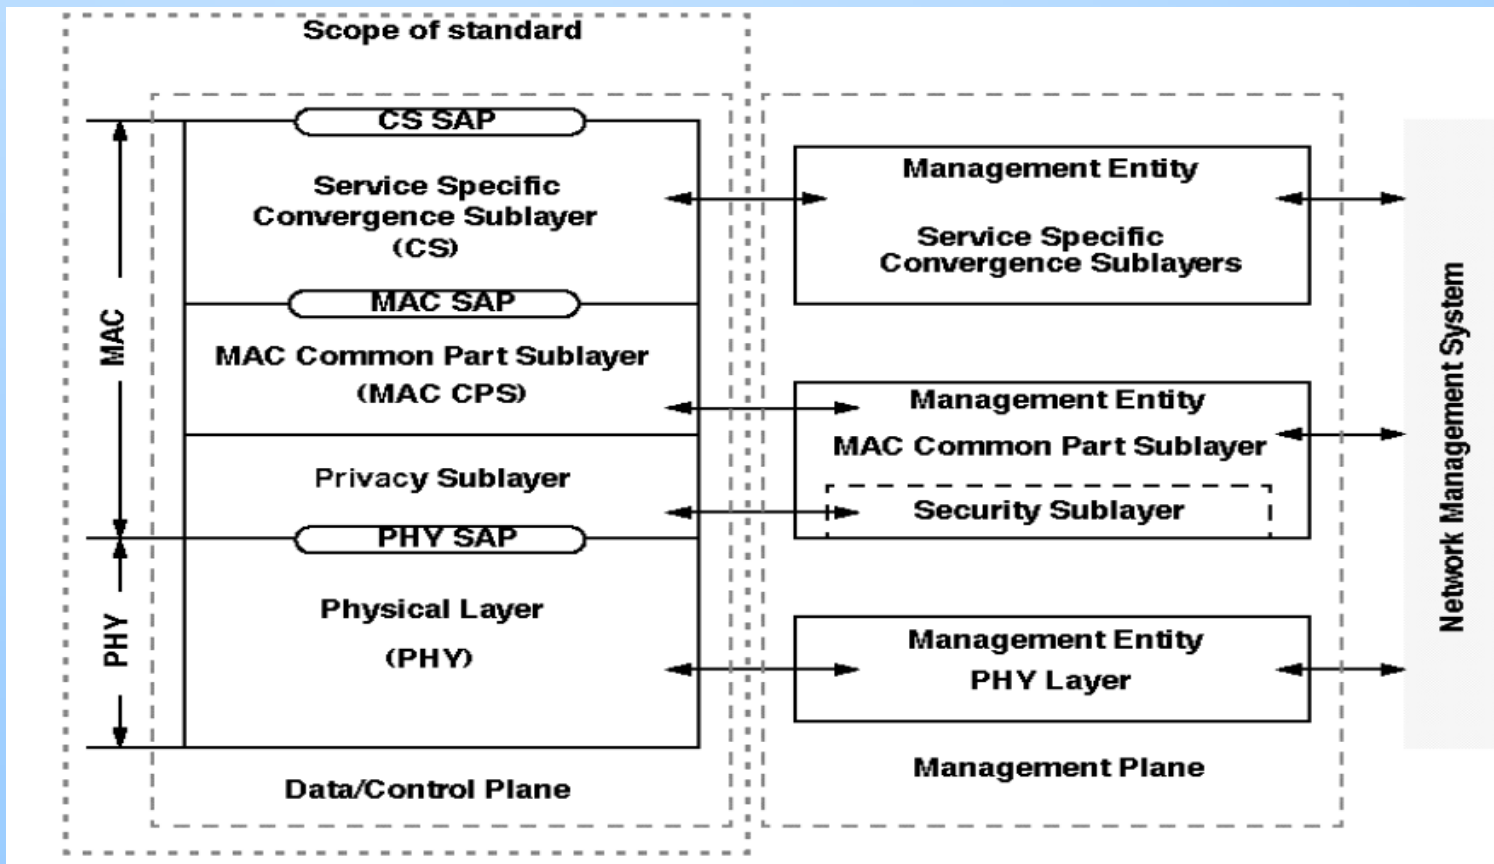 Scope of standard
CS SAP
Service Specific
Convergence Sublayer
(CS)
MAC SAP
MAC Common Part Sublayer
(MAC CPS)
Privacy Sublayer
PHY SAP
Physical Layer
(PHY)
Data/Control Plane
MAC
PHY
Management Entity
Service Specific
Convergence Sublayers
Management Entity
MAC Common Part Sublayer
Security Sublayer
Management Entity
PHY Layer
Management Plane
Network Management System